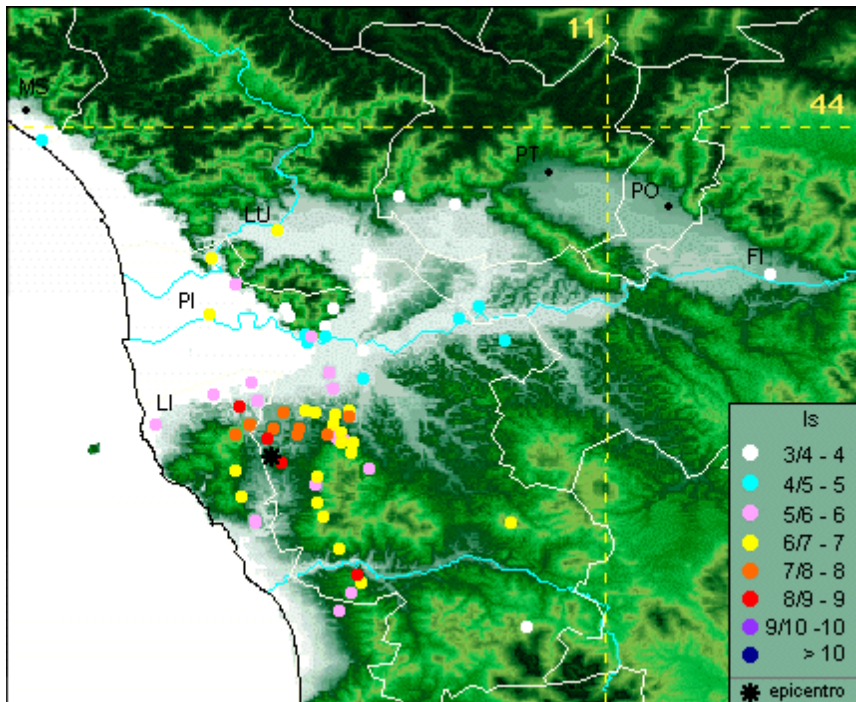 11
44
MS
PT
PO
LU
FI
PI
LI
Is
3/4 - 4
4/5 - 5
5/6 - 6
6/7 - 7
7/8 - 8
8/9 - 9
9/10 -10
> 10
epicentro